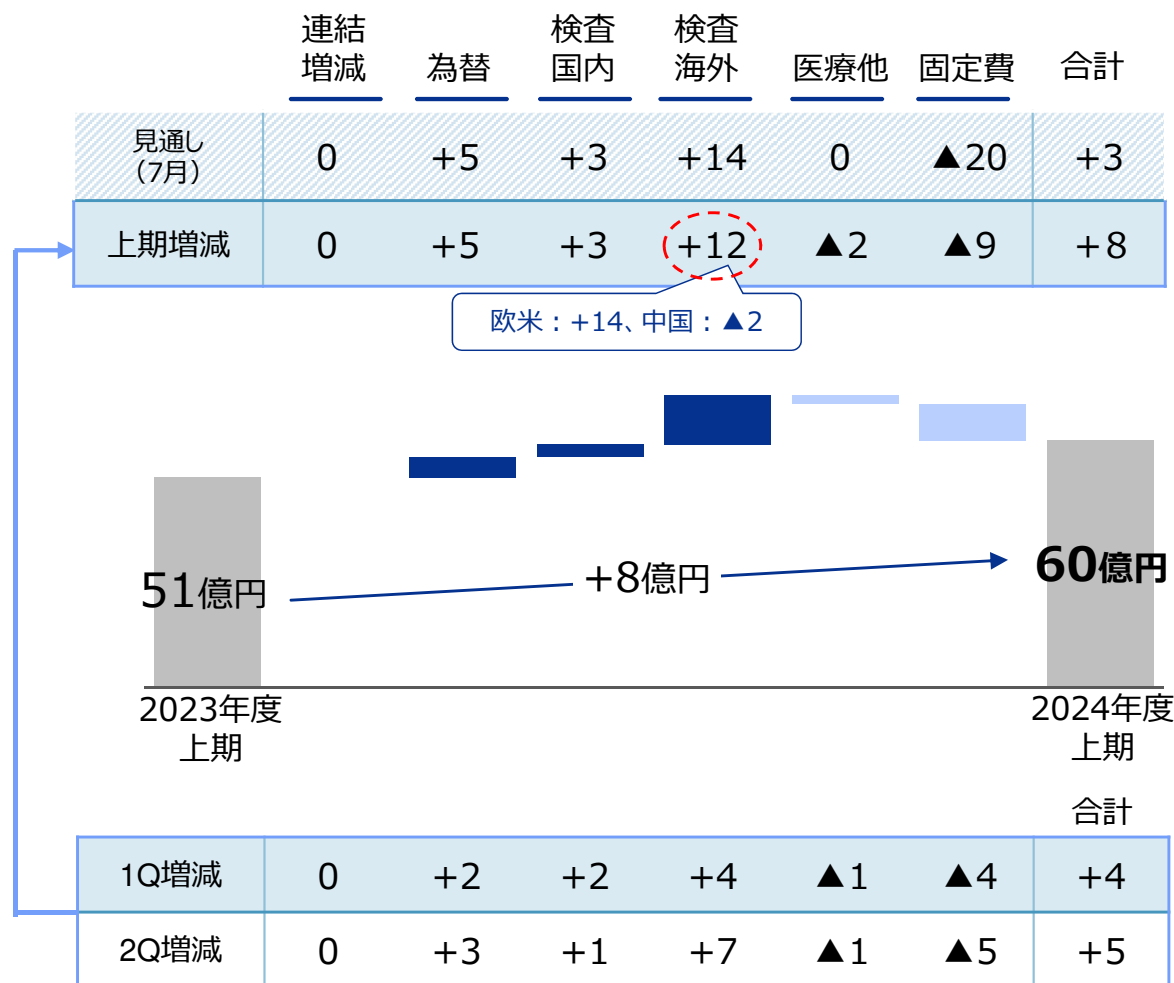 連結 増減
為替
検査 国内
検査 海外
医療他
固定費
合計
見通し (7月) 0 +5 +3 +14 0 ▲20 +3
上期増減 0 +5 +3 +12 ▲2 ▲9 +8
欧米：+14、中国：▲2
51億円
+8億円
60億円
2023年度
上期
2024年度
上期
合計
1Q増減 0 +2 +2 +4 ▲1 ▲4 +4
2Q増減 0 +3 +1 +7 ▲1 ▲5 +5